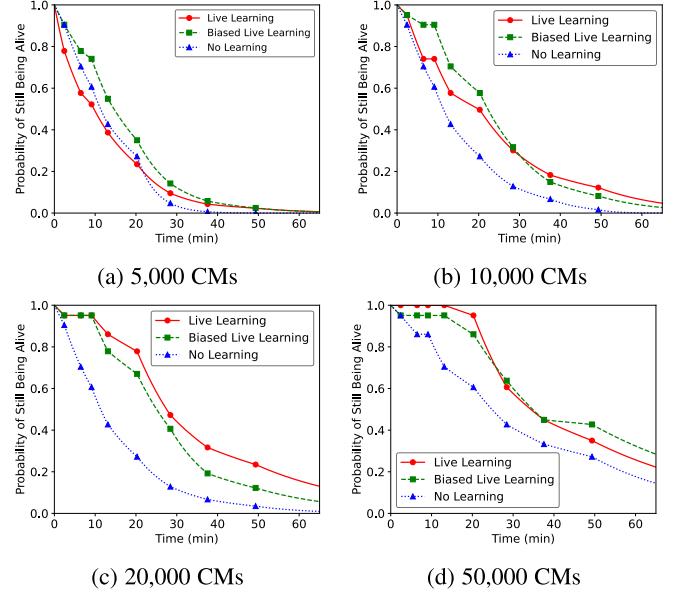 1.0
0.8
0.6
0.4
0.2
0.0
Probability of Still Being Alive
Live Learning
Biased Live Learning
No Learning
0 10 20 30 40 50 60
Time (min)
(a) 5,000 CMs
1.0
0.8
0.6
0.4
0.2
0.0
Probability of Still Being Alive
Live Learning
Biased Live Learning
No Learning
0 10 20 30 40 50 60
Time (min)
(b) 10,000 CMs
1.0
0.8
0.6
0.4
0.2
0.0
Probability of Still Being Alive
Live Learning
Biased Live Learning
No Learning
0 10 20 30 40 50 60
Time (min)
(c) 20,000 CMs
1.0
0.8
0.6
0.4
0.2
0.0
Probability of Still Being Alive
Live Learning
Biased Live Learning
No Learning
0 10 20 30 40 50 60
Time (min)
(d) 50,000 CMs